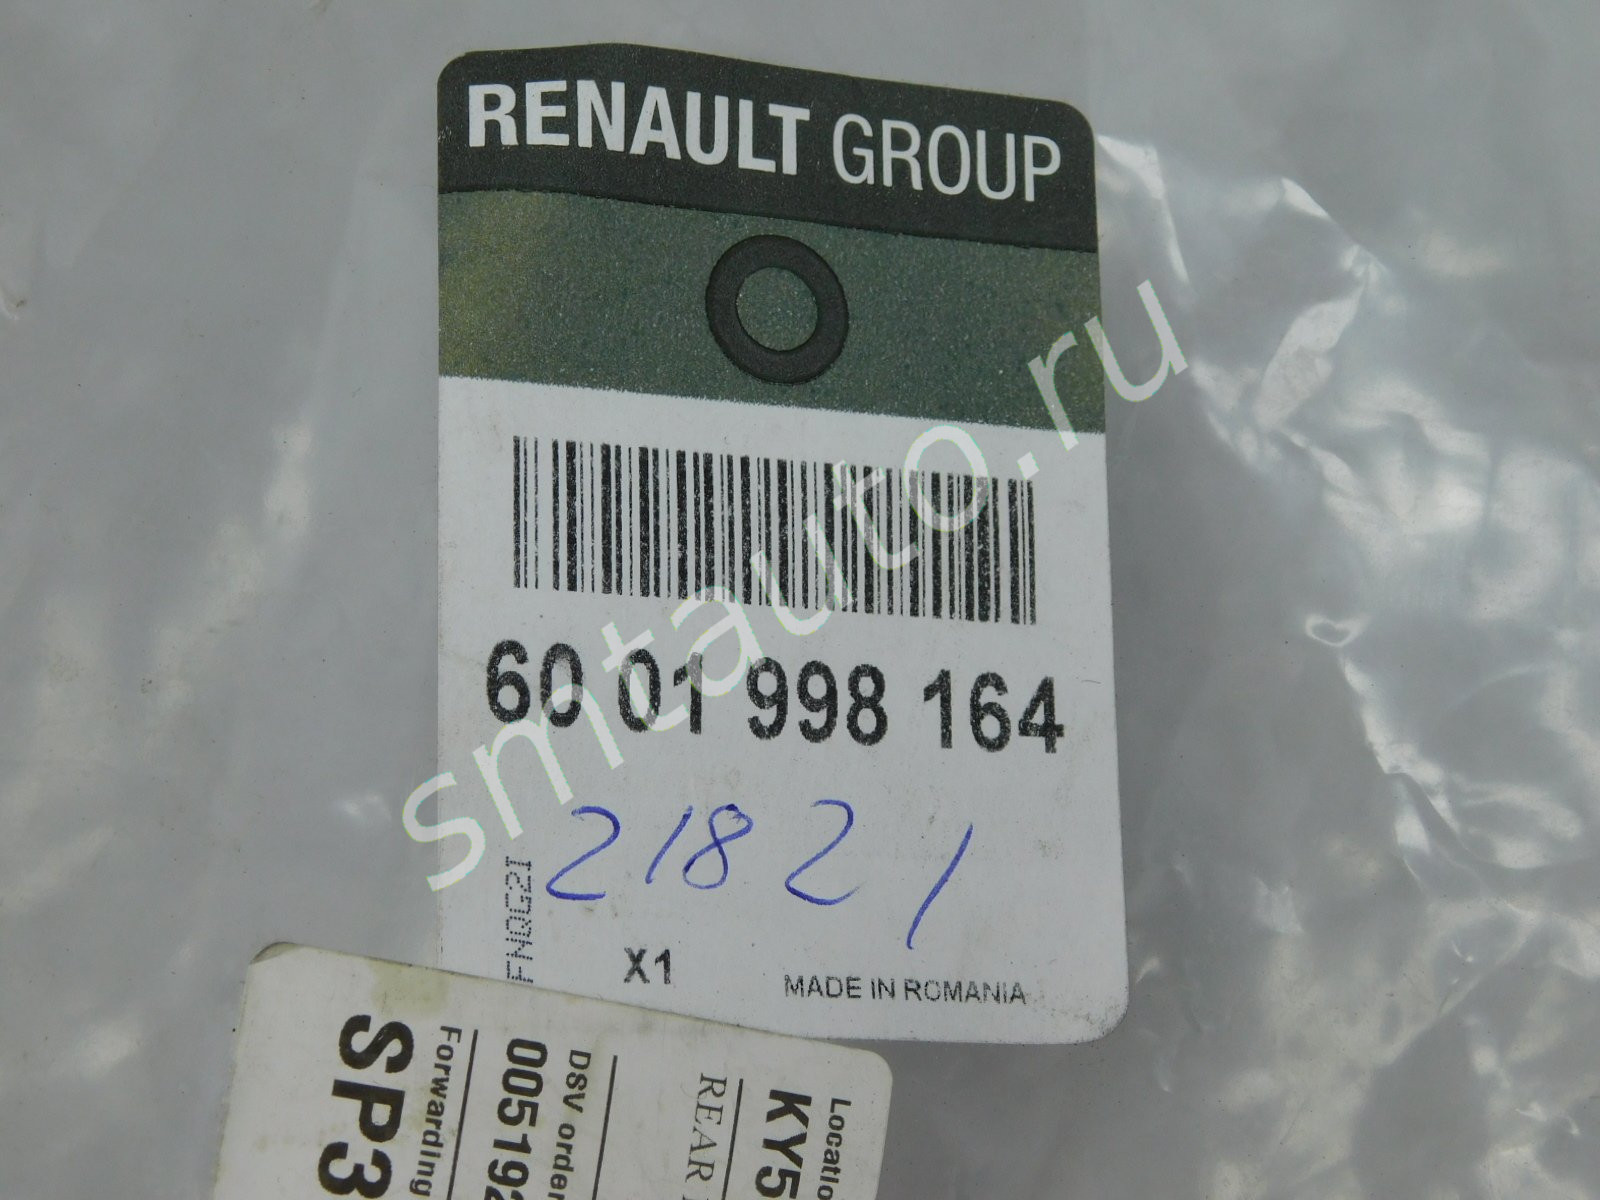 RENAULT GROUP
60 01 998 164
21821
FNQG2I
X1
MADE IN ROMANIA
smtauto.ru
Location
KY5
REAR
DSV order
005192
Forwarding
SP3